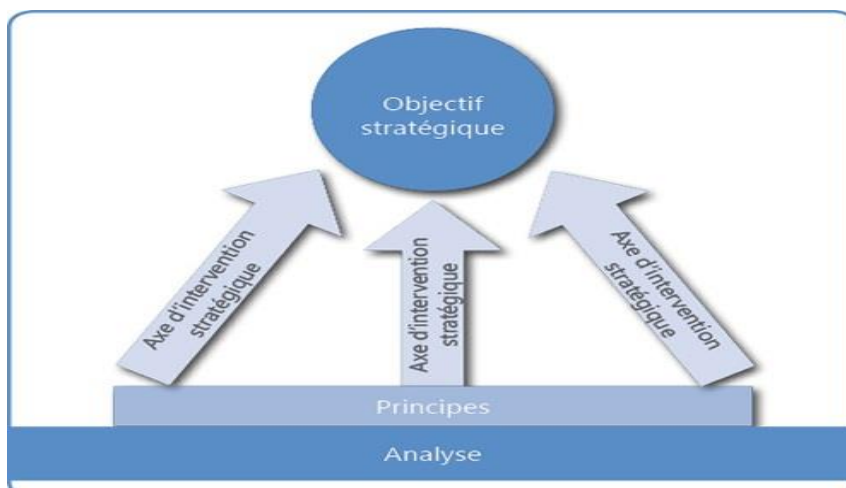 Objectif
stratégique
Axe d'intervention
stratégique
Axe d'intervention
stratégique
Axe d'intervention
stratégique
Principes
Analyse